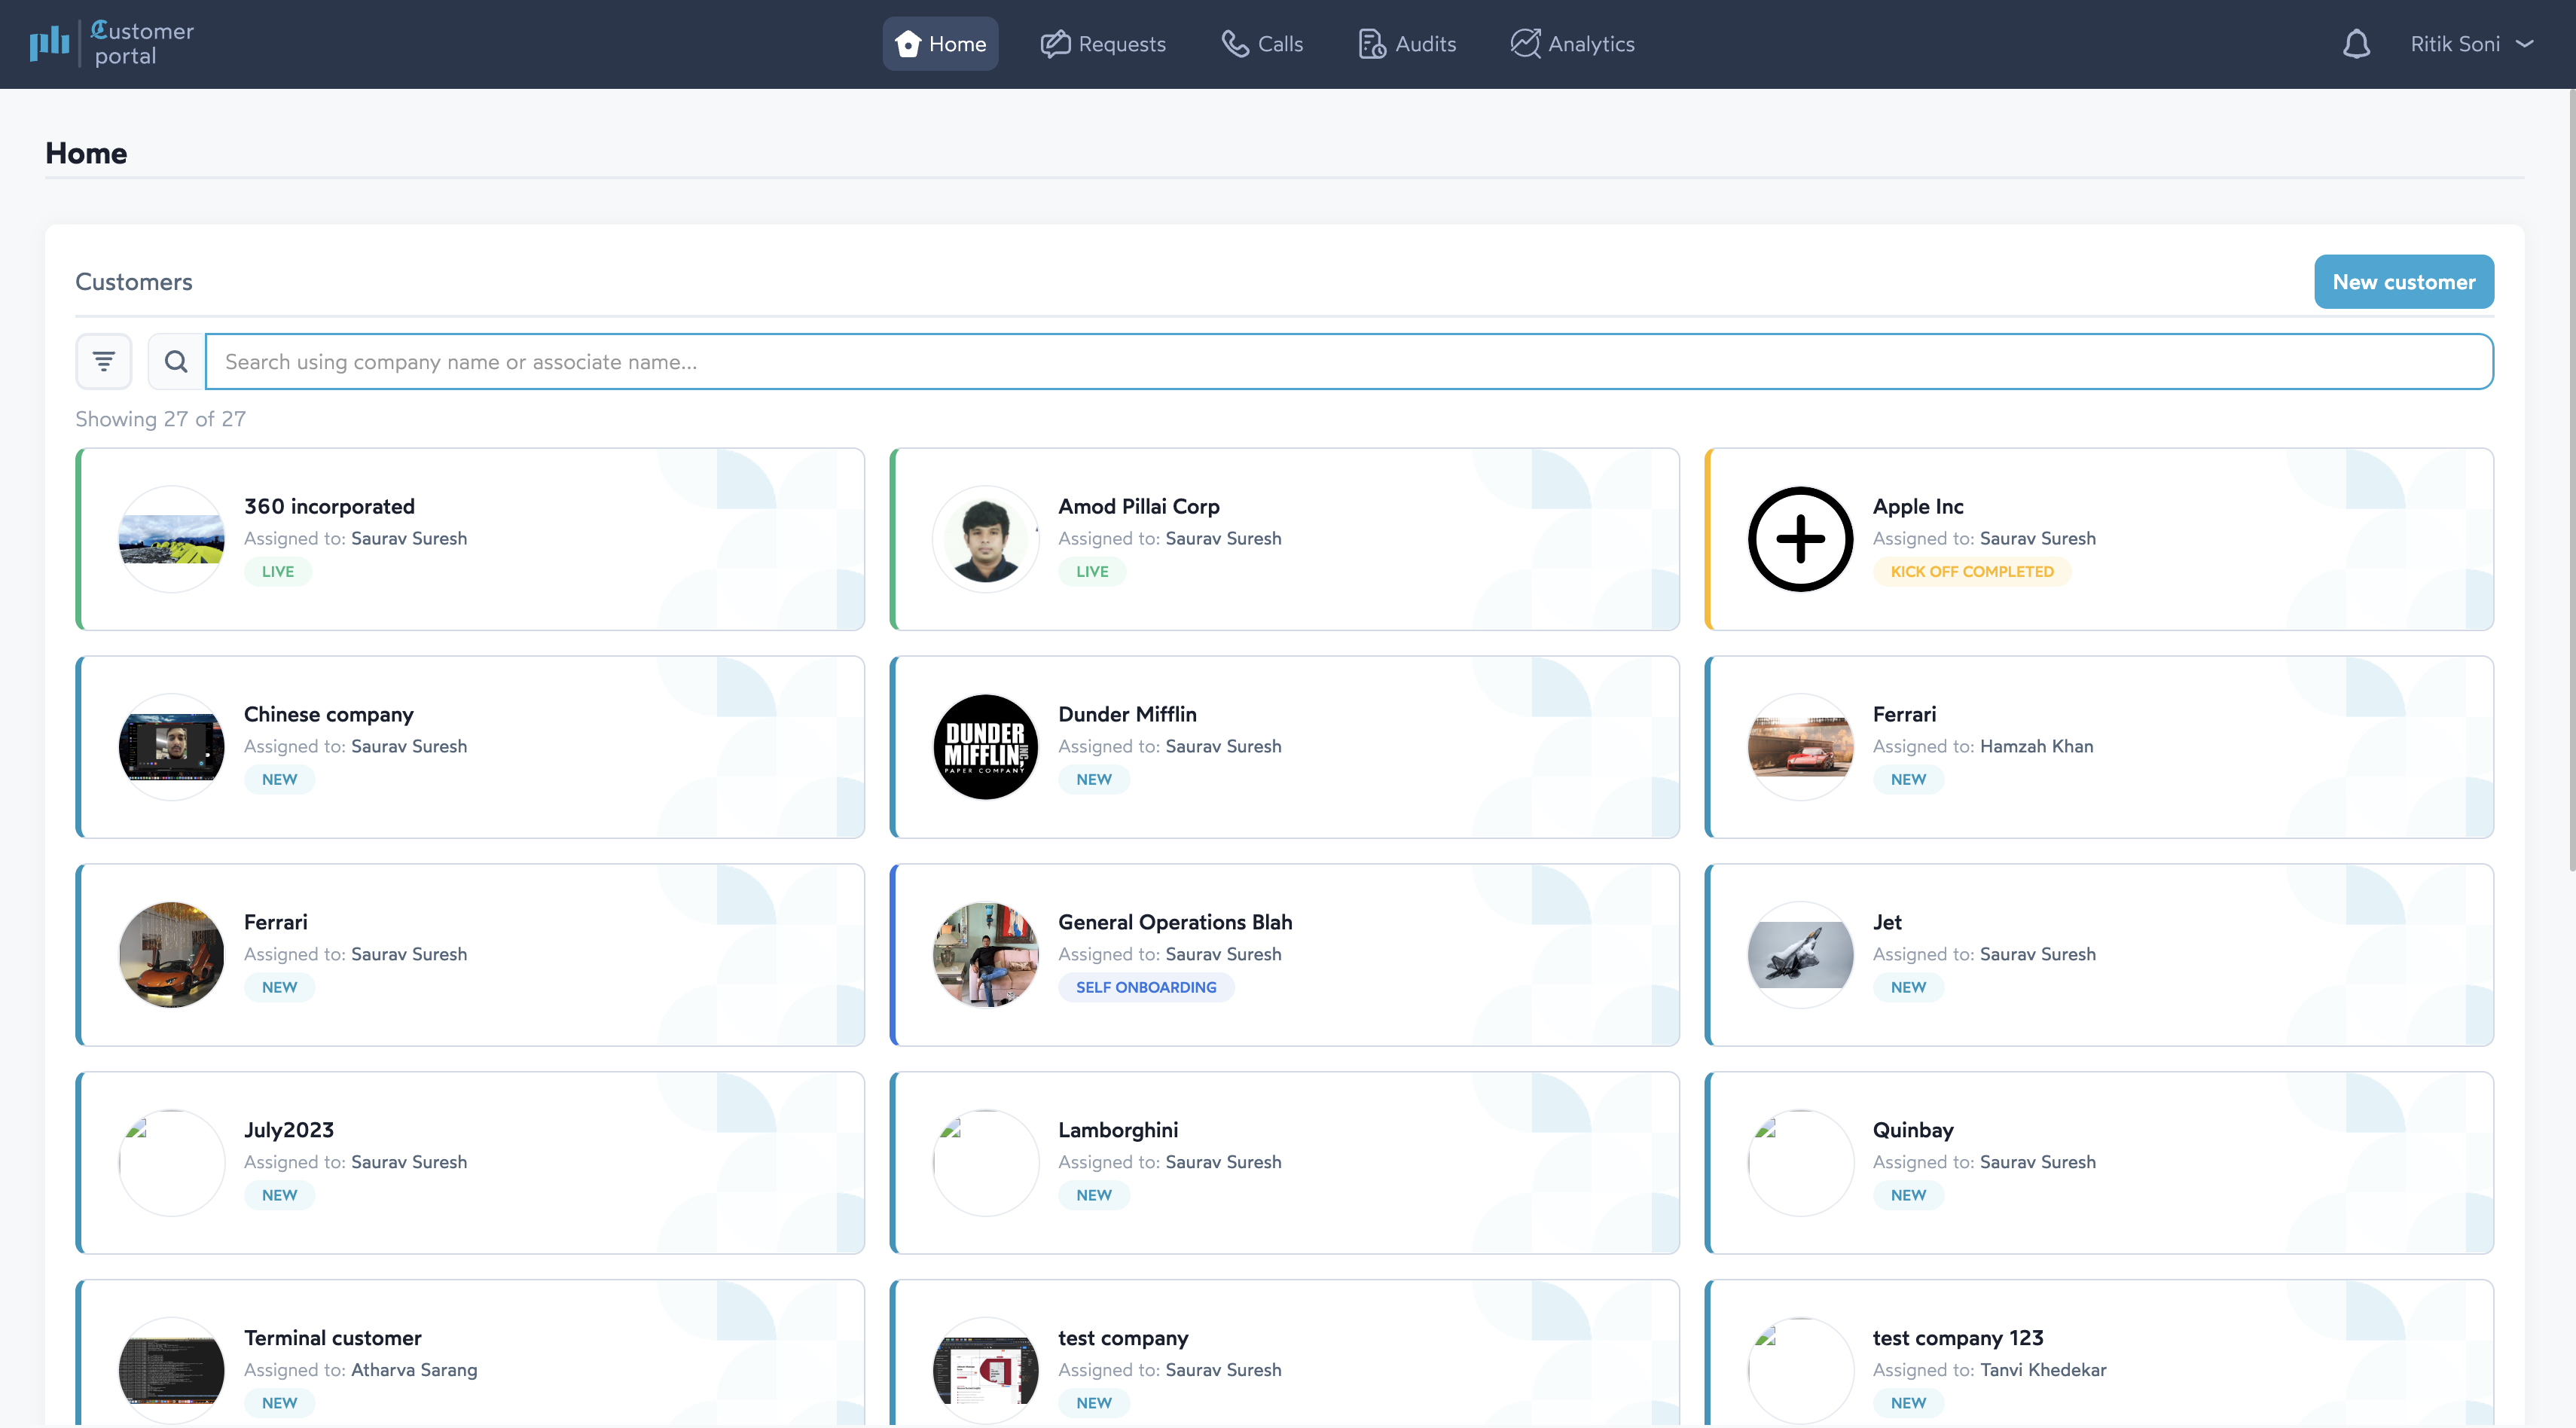 Customer
portal
Home
Requests
Calls
Audits
Analytics
Ritik Soni
Home
Customers
New customer
Search using company name or associate name...
Showing 27 of 27
360 incorporated
Assigned to: Saurav Suresh
LIVE
Amod Pillai Corp
Assigned to: Saurav Suresh
LIVE
Apple Inc
Assigned to: Saurav Suresh
KICK OFF COMPLETED
Chinese company
Assigned to: Saurav Suresh
NEW
DUNDER
MIFFLIN, INC
PAPER COMPANY
Dunder Mifflin
Assigned to: Saurav Suresh
NEW
Ferrari
Assigned to: Hamzah Khan
NEW
Ferrari
Assigned to: Saurav Suresh
NEW
General Operations Blah
Assigned to: Saurav Suresh
SELF ONBOARDING
Jet
Assigned to: Saurav Suresh
NEW
July2023
Assigned to: Saurav Suresh
NEW
Lamborghini
Assigned to: Saurav Suresh
NEW
Quinbay
Assigned to: Saurav Suresh
NEW
Terminal customer
Assigned to: Atharva Sarang
NEW
test company
Assigned to: Saurav Suresh
NEW
test company 123
Assigned to: Tanvi Khedekar
NEW